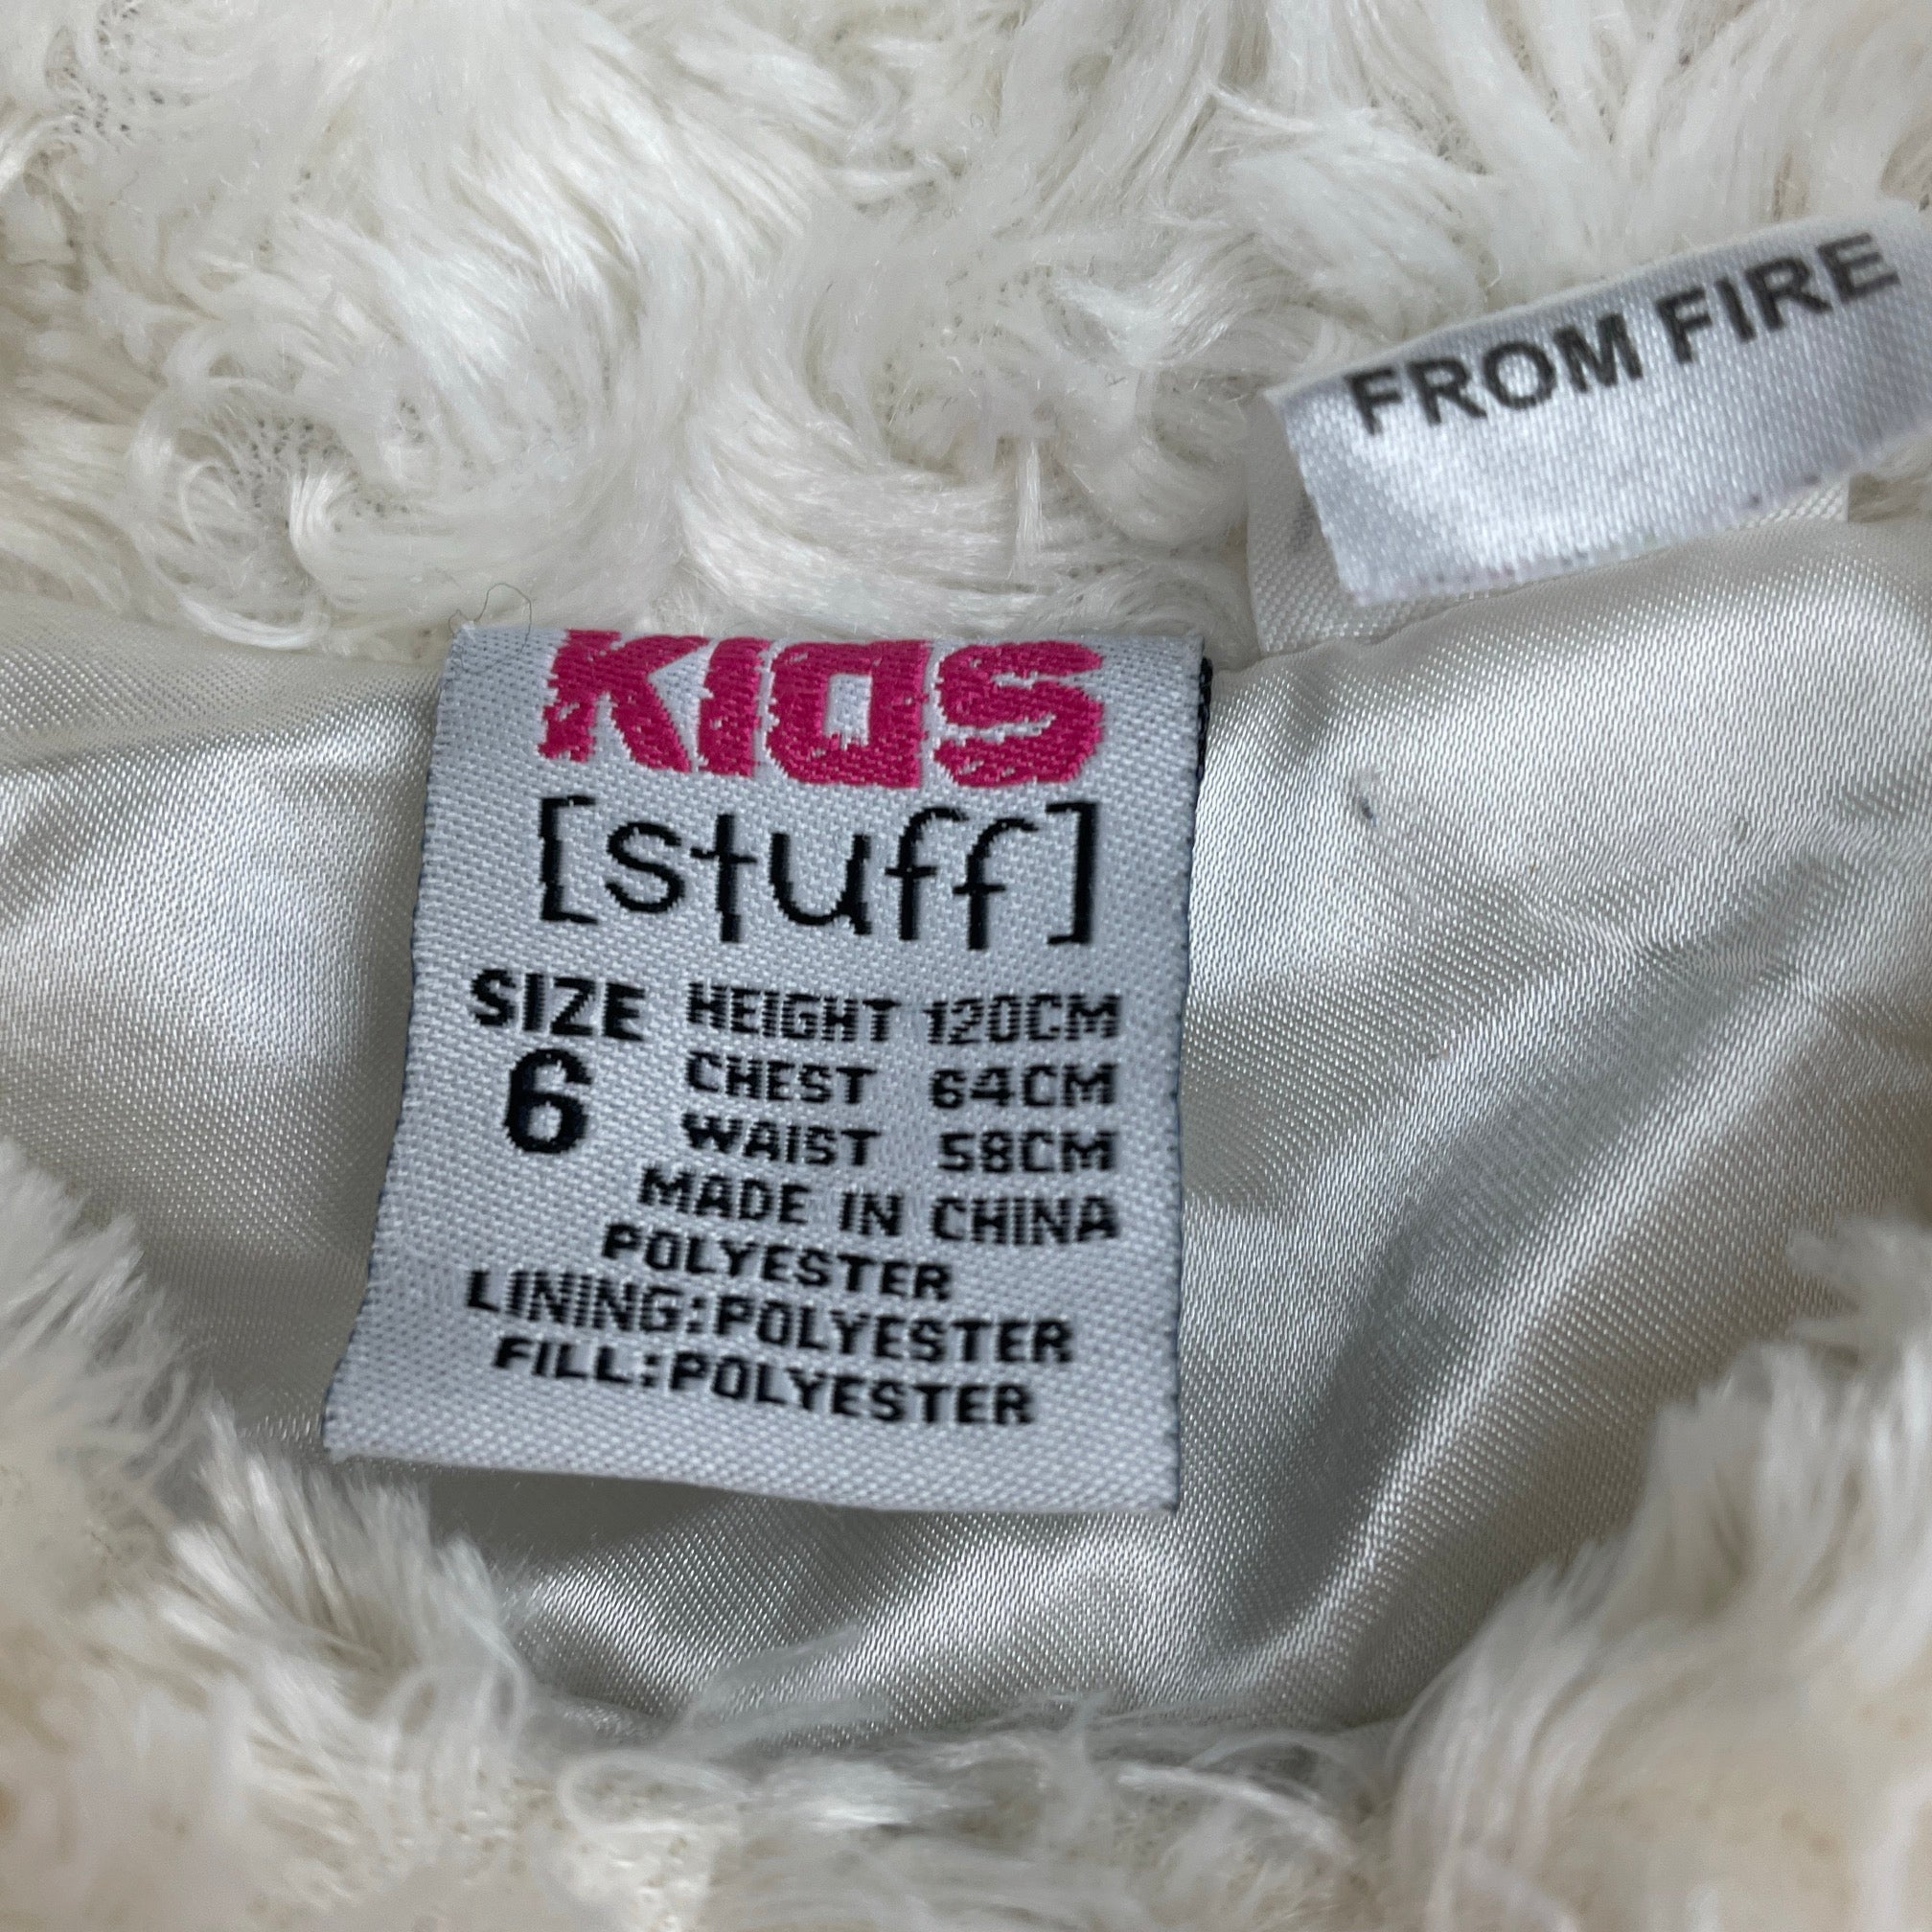 FROM FIRE
KIDS
[stuff]
SIZE HEIGHT 120CM
6 CHEST 64CM
WAIST 58CM
MADE IN CHINA
POLYESTER
LINING:POLYESTER
FILL:POLYESTER